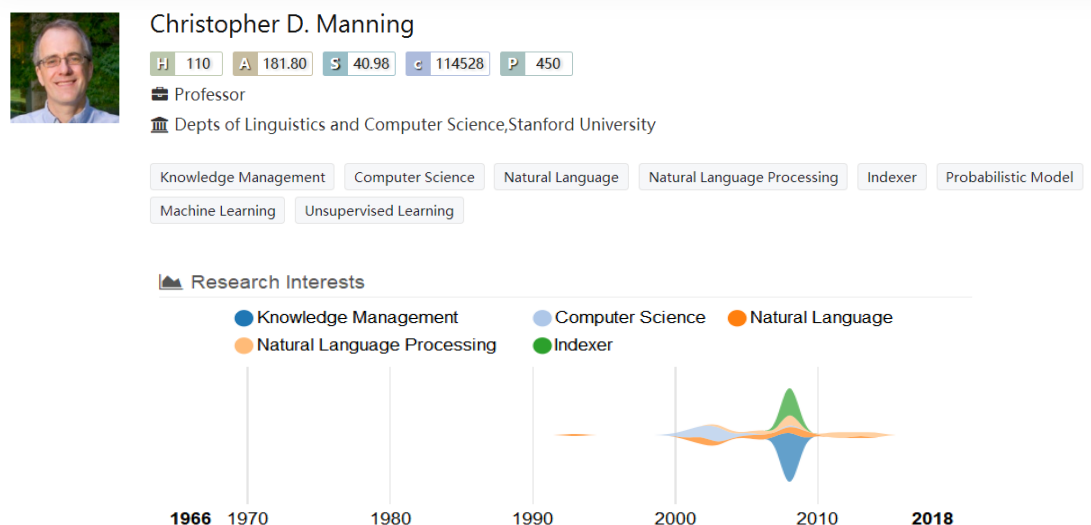 Christopher D. Manning
H 110 A 181.80 S 40.98 c 114528 P 450
Professor
Depts of Linguistics and Computer Science,Stanford University
Knowledge Management Computer Science Natural Language Natural Language Processing Indexer Probabilistic Model
Machine Learning Unsupervised Learning
Research Interests
Knowledge Management Computer Science Natural Language
Natural Language Processing Indexer
1966 1970 1980 1990 2000 2010 2018